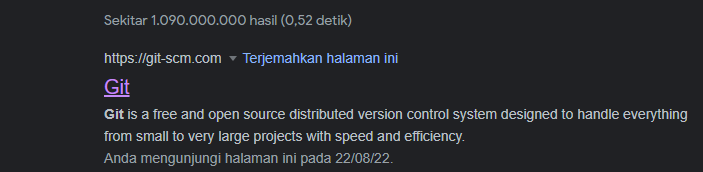 Sekitar 1.090.000.000 hasil (0,52 detik)
https://git-scm.com Terjemahkan halaman ini
Git
Git is a free and open source distributed version control system designed to handle everything
from small to very large projects with speed and efficiency.
Anda mengunjungi halaman ini pada 22/08/22.